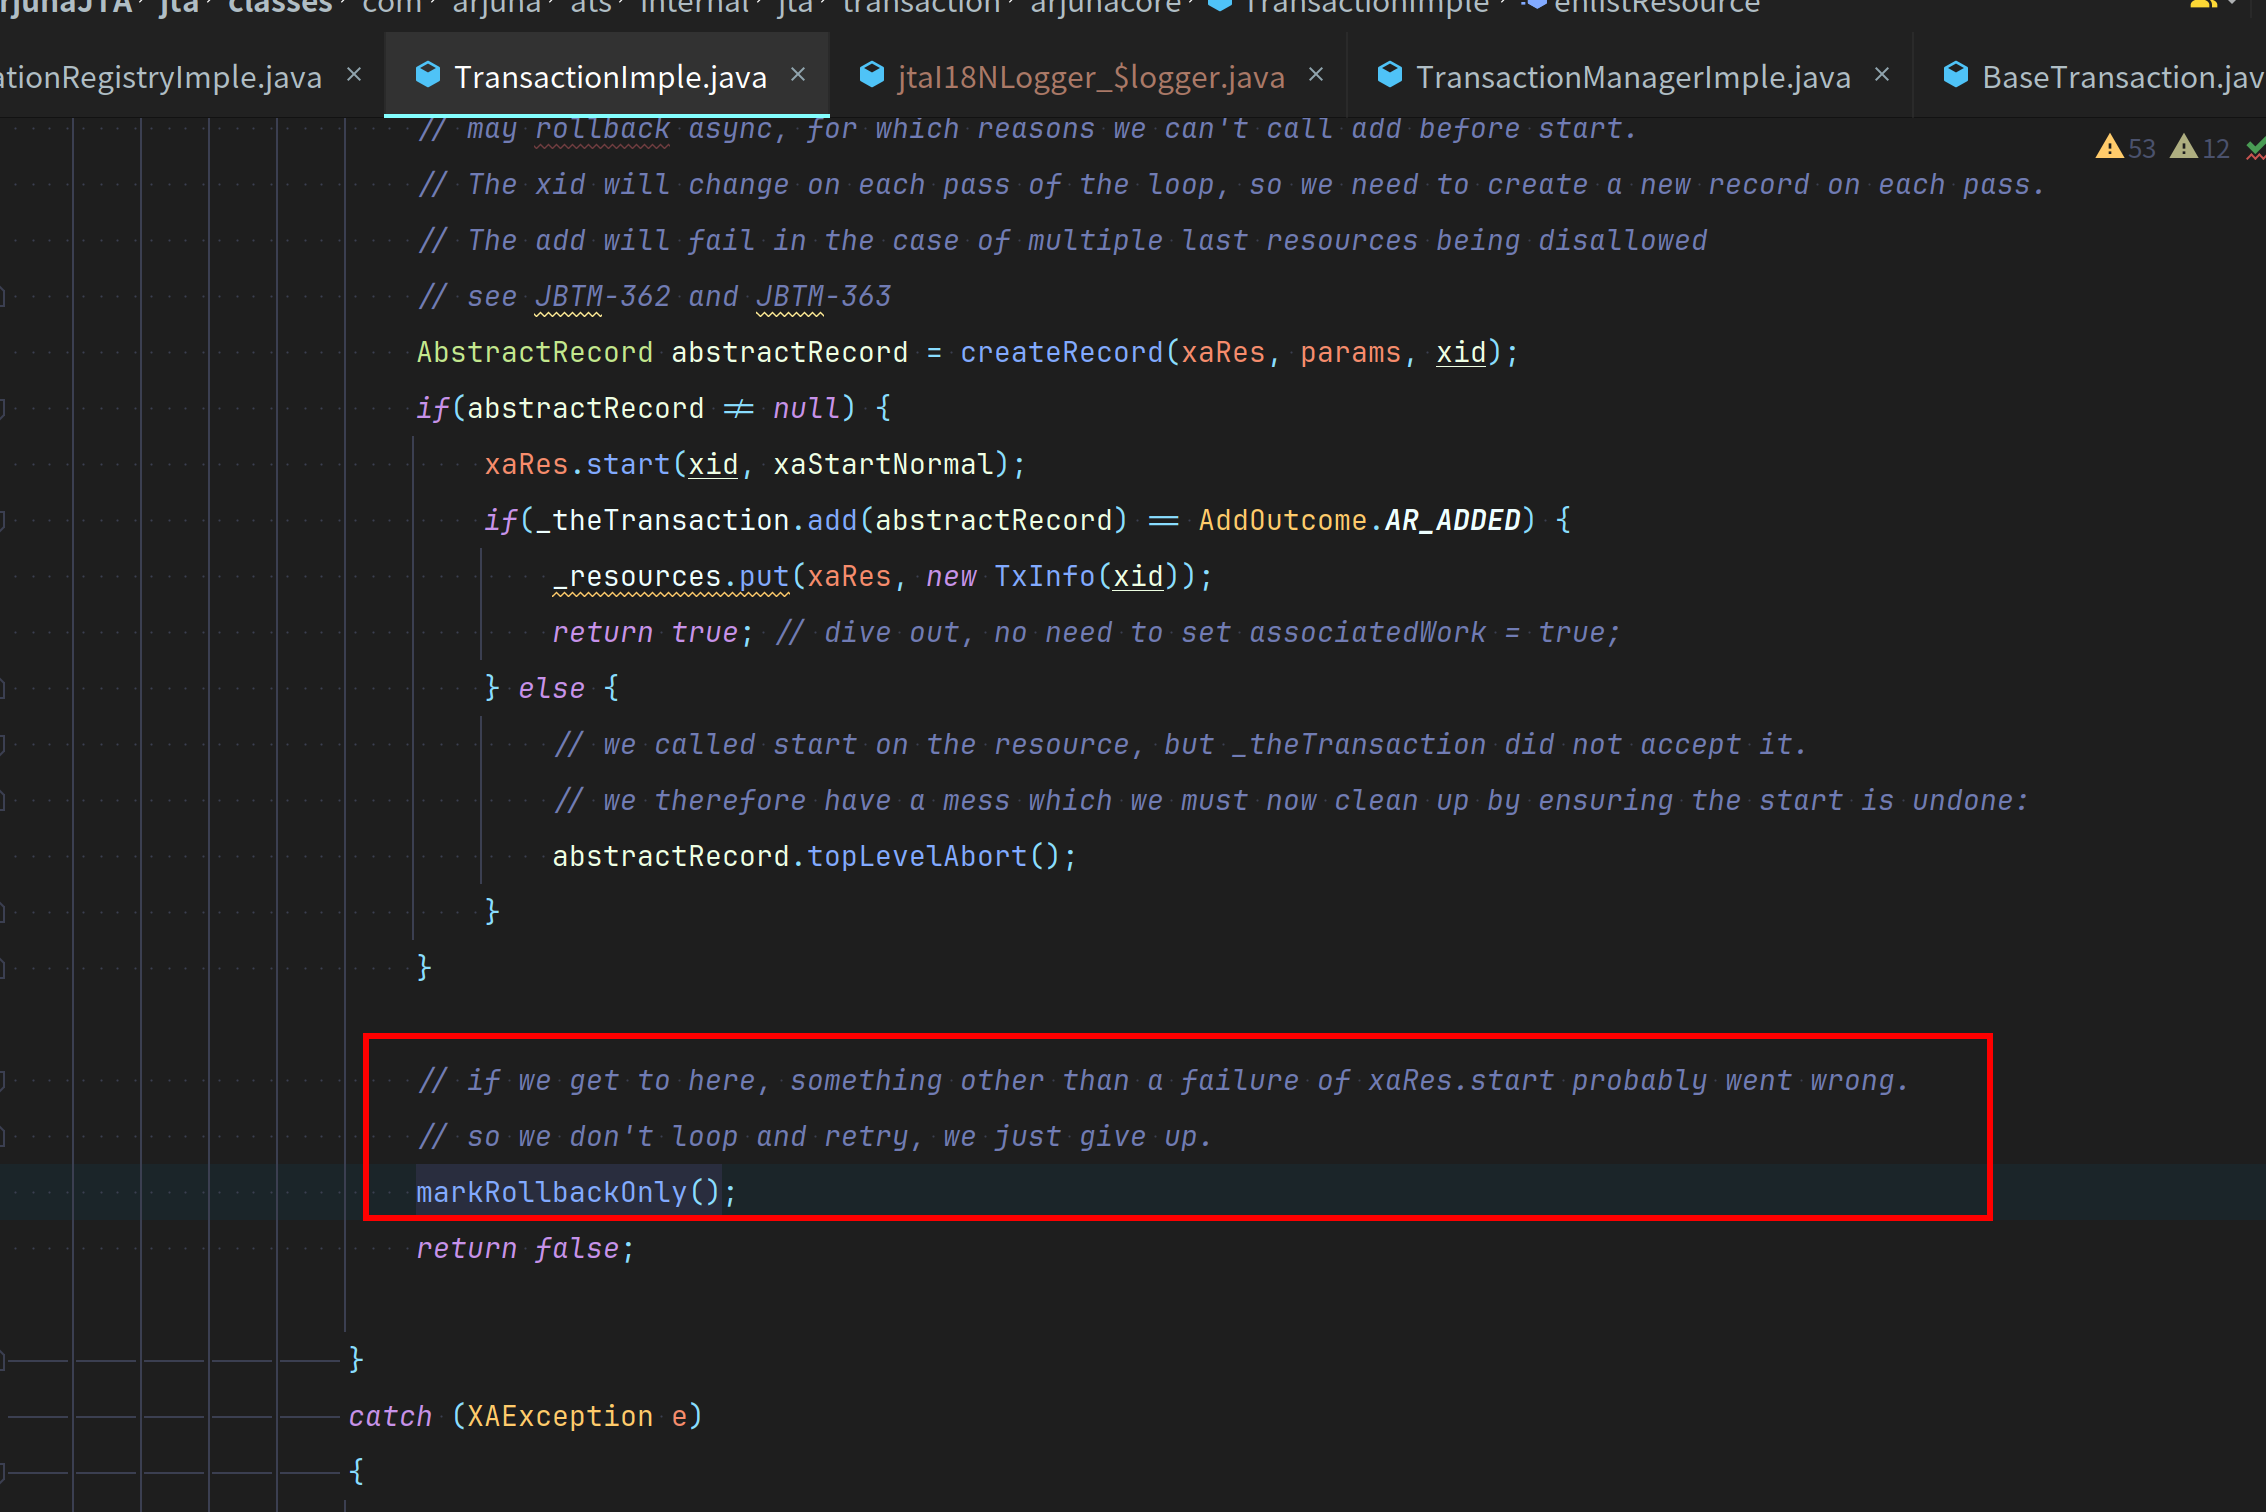 rjunaJTA › jta › classes › com › arjuna › ats › internal › jta › transaction › arjunacore › TransactionImple › enlistResource
ationRegistryImple.java × TransactionImple.java × jtaI18NLogger_$logger.java × TransactionManagerImple.java × BaseTransaction.jav
// may rollback async, for which reasons we can't call add before start.
53 12
// The xid will change on each pass of the loop, so we need to create a new record on each pass.
// The add will fail in the case of multiple last resources being disallowed
// see JBTM-362 and JBTM-363
AbstractRecord abstractRecord = createRecord(xaRes, params, xid);
if(abstractRecord != null) {
xaRes.start(xid, xaStartNormal);
if(_theTransaction.add(abstractRecord) == AddOutcome.AR_ADDED) {
_resources.put(xaRes, new TxInfo(xid));
return true; // dive out, no need to set associatedWork = true;
} else {
// we called start on the resource, but _theTransaction did not accept it.
// we therefore have a mess which we must now clean up by ensuring the start is undone:
abstractRecord.topLevelAbort();
}
}
// if we get to here, something other than a failure of xaRes.start probably went wrong.
// so we don't loop and retry, we just give up.
markRollbackOnly();
return false;
}
catch (XAException e)
{